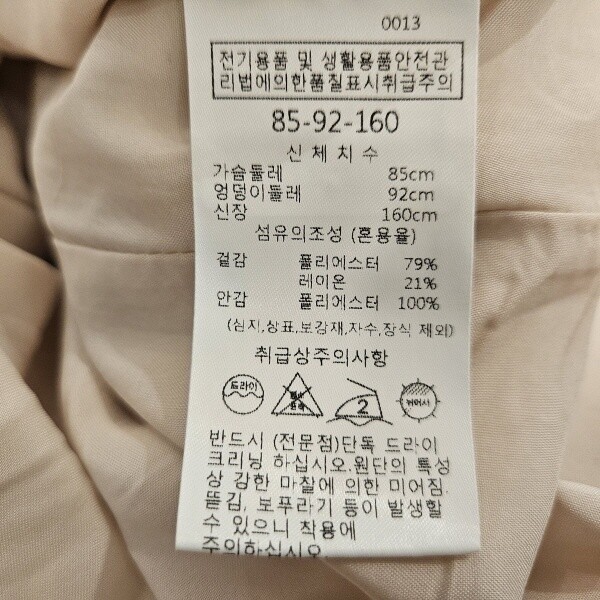 0013
전기용품 및 생활용품안전관
리법에의한품질표시취급주의
85-92-160
신체치수
가슴둘레 85cm
엉덩이둘레 92cm
신장 160cm
섬유의조성 (혼용율)
겉감 폴리에스터 79%
레이온 21%
안감 폴리에스터 100%
(심지,상표,보강재,자수,장식 제외)
취급상주의사항
드라이 2 뉘어서
반드시 (전문점)단독 드라이
크리닝 하십시오.원단의 특성
상 강한 마찰에 의한 미어짐.
뜯김, 보푸라기 등이 발생할
수 있으니 착용에
주의하십시오